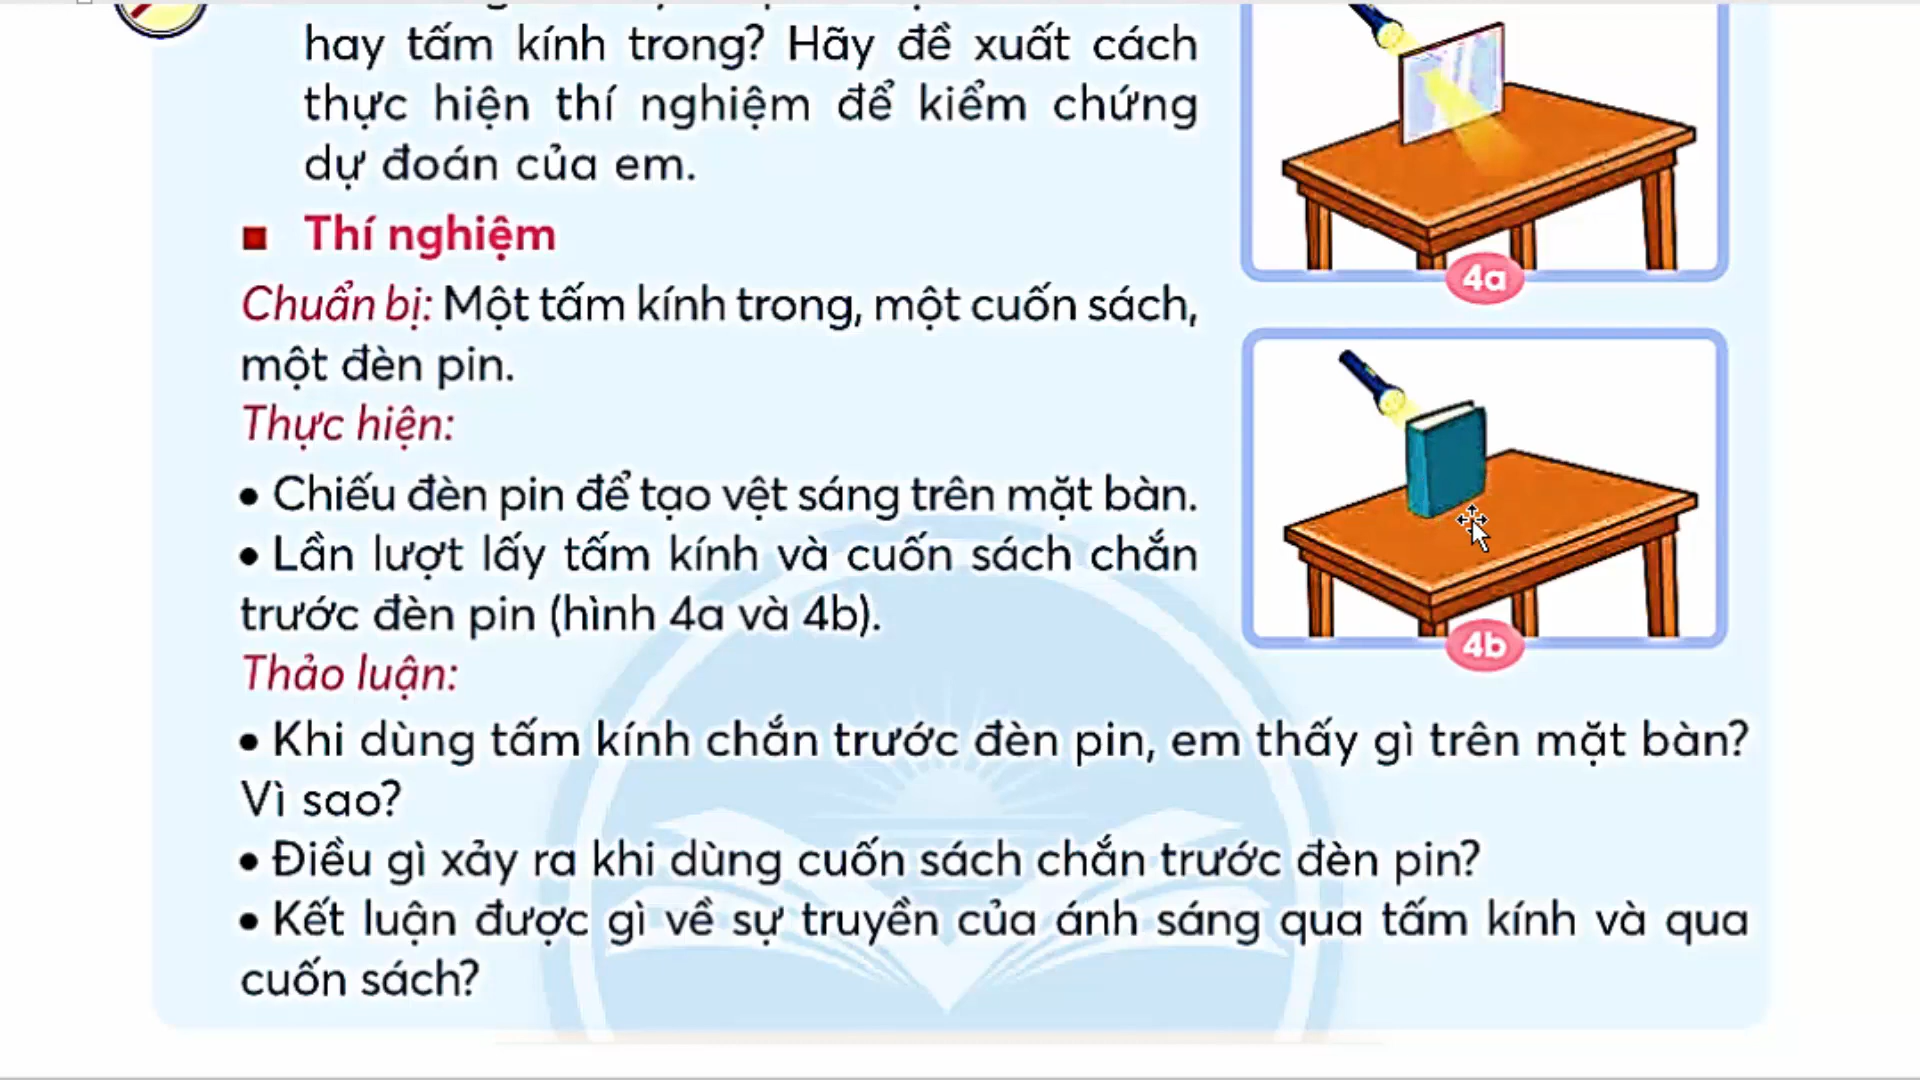 hay tấm kính trong? Hãy đề xuất cách
thực hiện thí nghiệm để kiểm chứng
dự đoán của em.
Thí nghiệm
Chuẩn bị: Một tấm kính trong, một cuốn sách,
một đèn pin.
Thực hiện:
• Chiếu đèn pin để tạo vệt sáng trên mặt bàn.
• Lần lượt lấy tấm kính và cuốn sách chắn
trước đèn pin (hình 4a và 4b).
Thảo luận:
• Khi dùng tấm kính chắn trước đèn pin, em thấy gì trên mặt bàn?
Vì sao?
• Điều gì xảy ra khi dùng cuốn sách chắn trước đèn pin?
• Kết luận được gì về sự truyền của ánh sáng qua tấm kính và qua
cuốn sách?
4a
4b